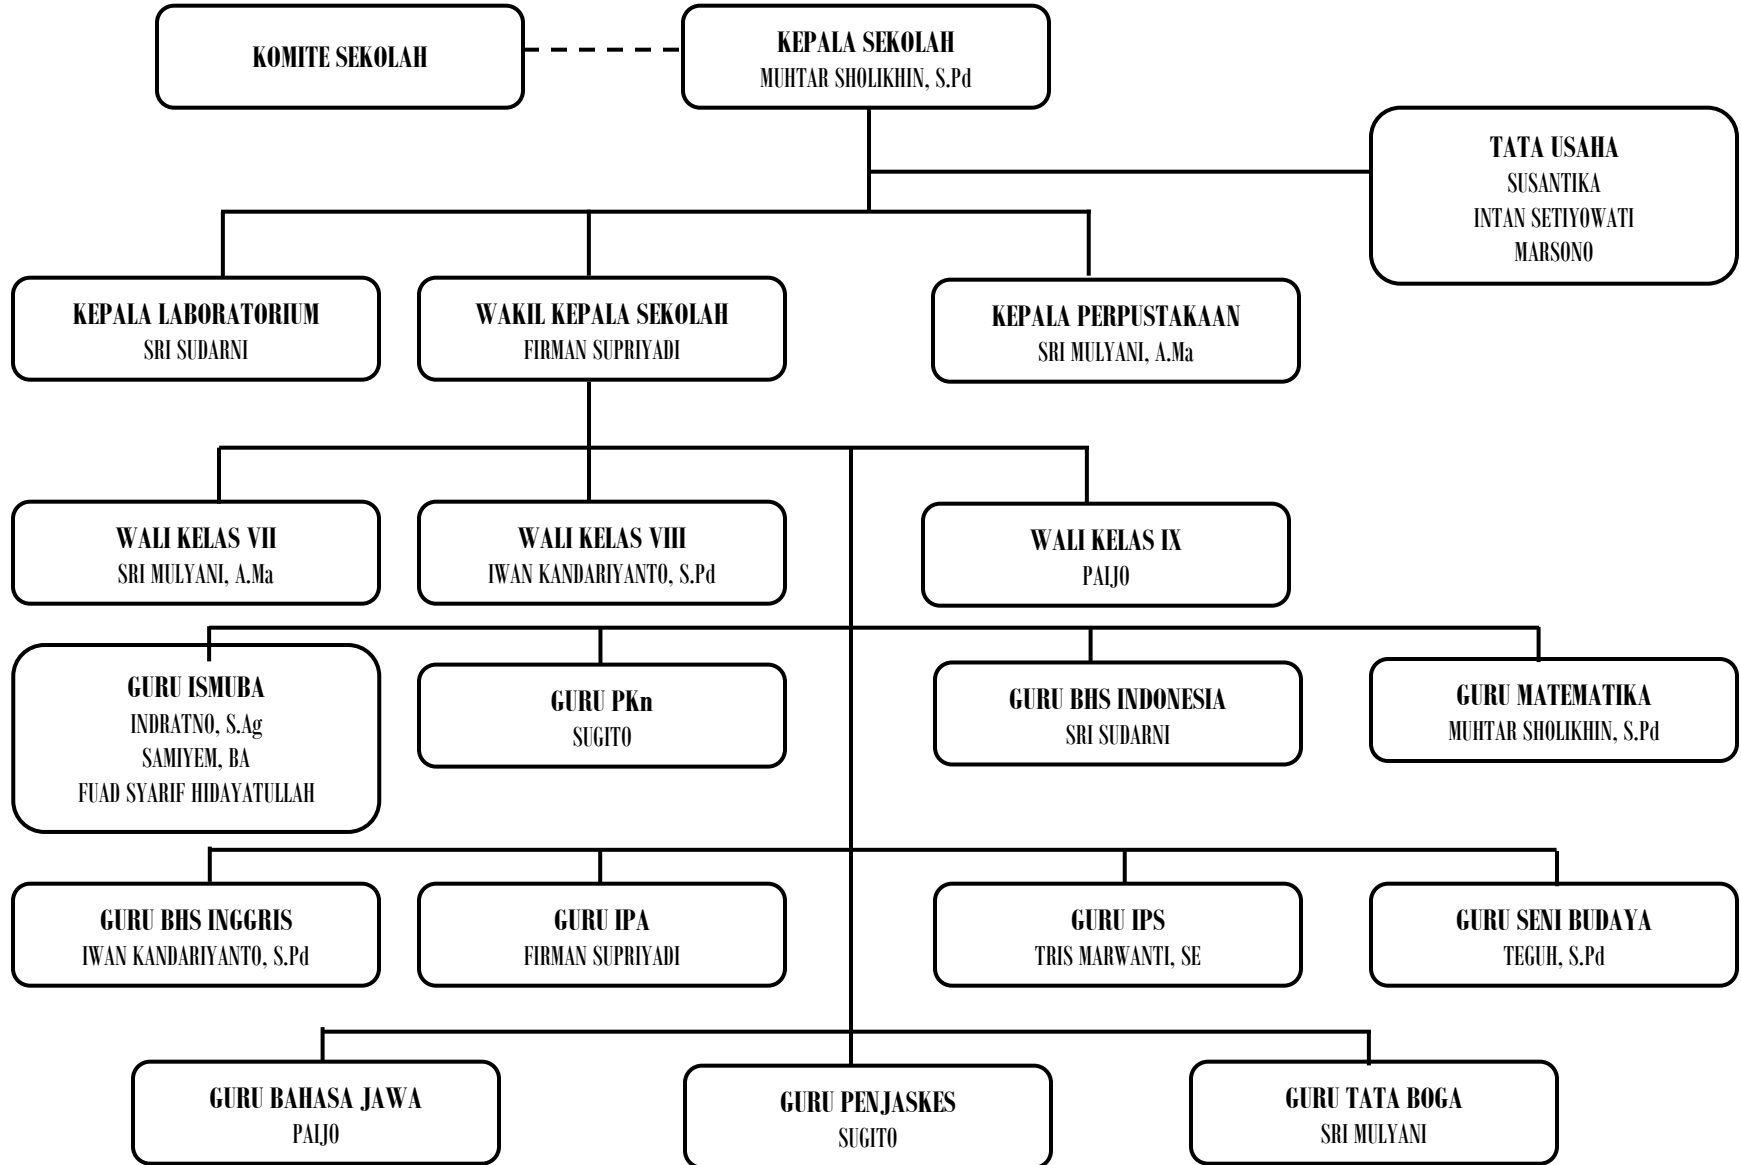 KOMITE SEKOLAH
KEPALA SEKOLAH
MUHTAR SHOLIKHIN, S.Pd
TATA USAHA
SUSANTIKA
INTAN SETIYOWATI
MARSONO
KEPALA LABORATORIUM
SRI SUDARNI
WAKIL KEPALA SEKOLAH
FIRMAN SUPRIYADI
KEPALA PERPUSTAKAAN
SRI MULYANI, A.Ma
WALI KELAS VII
SRI MULYANI, A.Ma
WALI KELAS VIII
IWAN KANDARIYANTO, S.Pd
WALI KELAS IX
PAIJO
GURU ISMUBA
INDRATNO, S.Ag
SAMIYEM, BA
FUAD SYARIF HIDAYATULLAH
GURU PKn
SUGITO
GURU BHS INDONESIA
SRI SUDARNI
GURU MATEMATIKA
MUHTAR SHOLIKHIN, S.Pd
GURU BHS INGGRIS
IWAN KANDARIYANTO, S.Pd
GURU IPA
FIRMAN SUPRIYADI
GURU IPS
TRIS MARWANTI, SE
GURU SENI BUDAYA
TEGUH, S.Pd
GURU BAHASA JAWA
PAIJO
GURU PENJASKES
SUGITO
GURU TATA BOGA
SRI MULYANI